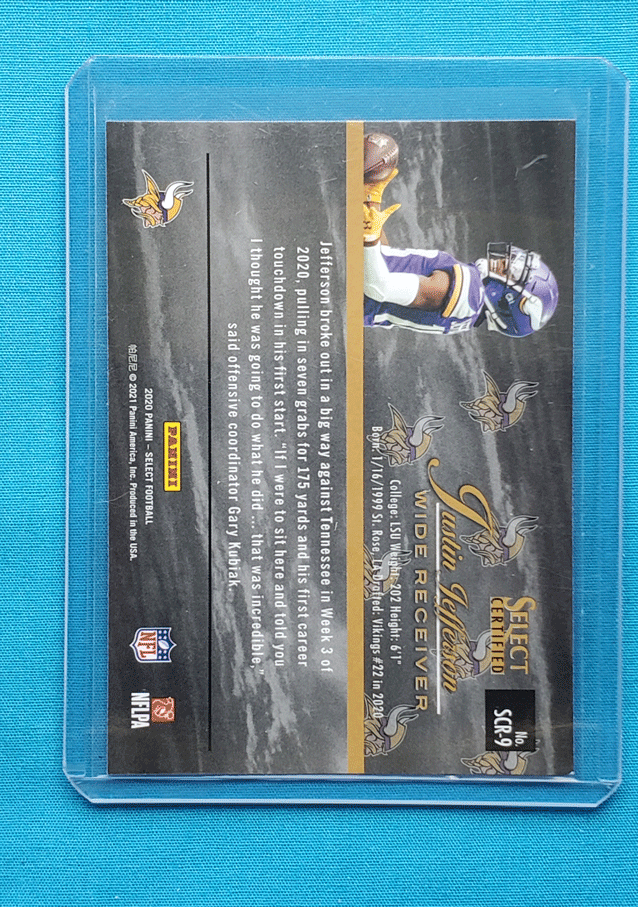 SELECT
CERTIFIED
No.
SCR-9
Justin Jefferson
WIDE RECEIVER
College: LSU Weight: 202 Height: 6'1"
Born: 1/16/1999 St. Rose, LA Drafted: Vikings #22 in 2020
Jefferson broke out in a big way against Tennessee in Week 3 of
2020, pulling in seven grabs for 175 yards and his first career
touchdown in his first start. “If I were to sit here and told you
I thought he was going to do what he did ... that was incredible,”
said offensive coordinator Gary Kubiak.
PANINI
2020 PANINI – SELECT FOOTBALL
帕尼尼 © 2021 Panini America, Inc. Produced in the USA.
NFL
NFLPA